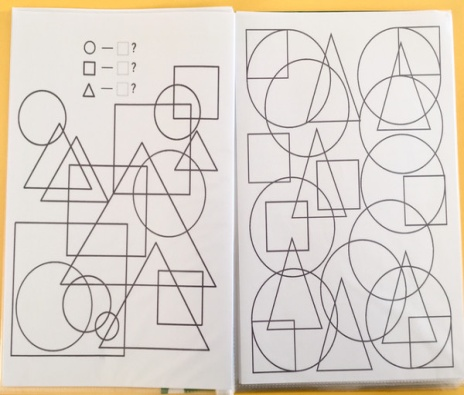 ○ — □ ?
□ — □ ?
△ — □ ?